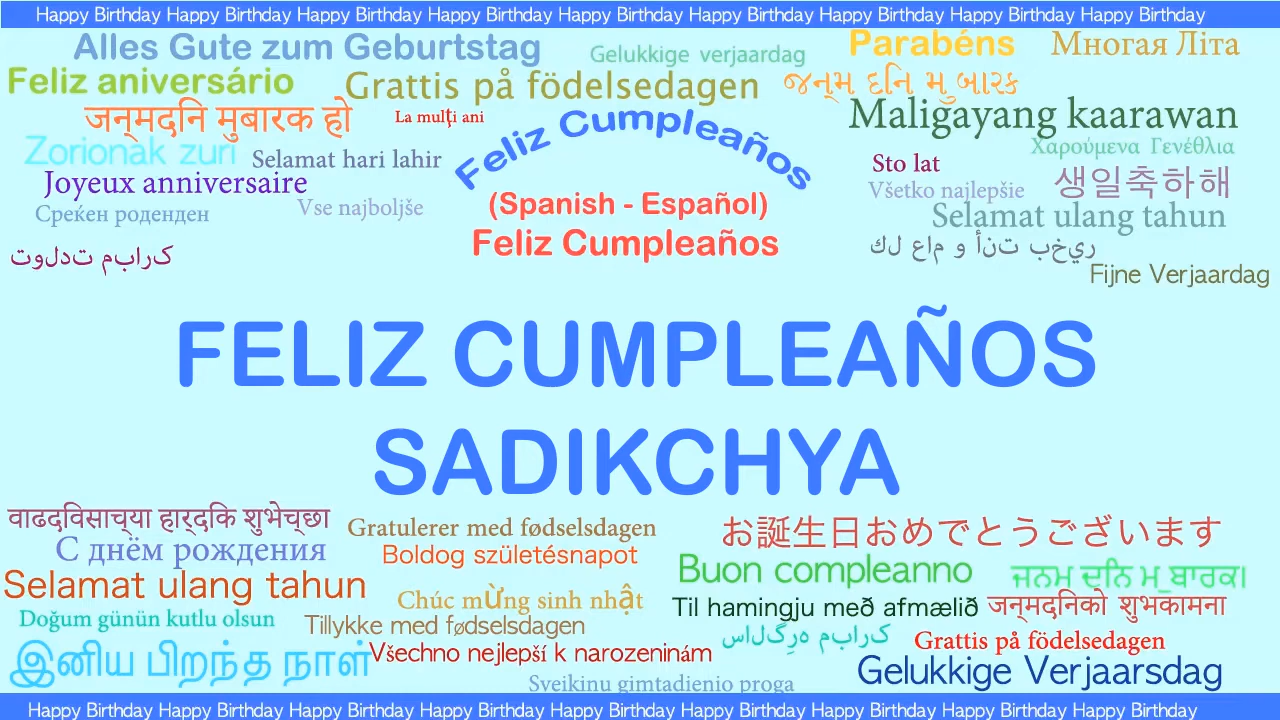 Happy Birthday Happy Birthday Happy Birthday Happy Birthday Happy Birthday Happy Birthday Happy Birthday Happy Birthday Happy Birthday
Alles Gute zum Geburtstag
Gelukkige verjaardag
Parabéns
Многая Літа
Feliz aniversário
Grattis på födelsedagen
જન્મ દિન મુબારક
जन्मदिन मुबारक हो
La mulţi ani
Feliz Cumpleaños
Maligayang kaarawan
Zorionak zuri
Selamat hari lahir
Χαρούμενα Γενέθλια
Sto lat
Joyeux anniversaire
(Spanish - Español)
Všetko najlepšie
생일축하해
Среќен роденден
Vse najboljše
Feliz Cumpleaños
Selamat ulang tahun
تولدت مبارک
كل عام و أنت بخير
Fijne Verjaardag
FELIZ CUMPLEAÑOS
SADIKCHYA
वाढदिवसाच्या हार्दिक शुभेच्छा
Gratulerer med fødselsdagen
お誕生日おめでとうございます
С днём рождения
Boldog születésnapot
Buon compleanno
ਜਨਮ ਦਿਨ ਮੁਬਾਰਕ।
Selamat ulang tahun
Chúc mừng sinh nhật
Til hamingju með afmælið
जन्मदिनको शुभकामना
Doğum günün kutlu olsun
Tillykke med fødselsdagen
سالگرہ مبارک
Grattis på födelsedagen
இனிய பிறந்த நாள்
Všechno nejlepší k narozeninám
Gelukkige Verjaarsdag
Sveikinu gimtadienio proga
Happy Birthday Happy Birthday Happy Birthday Happy Birthday Happy Birthday Happy Birthday Happy Birthday Happy Birthday Happy Birthday